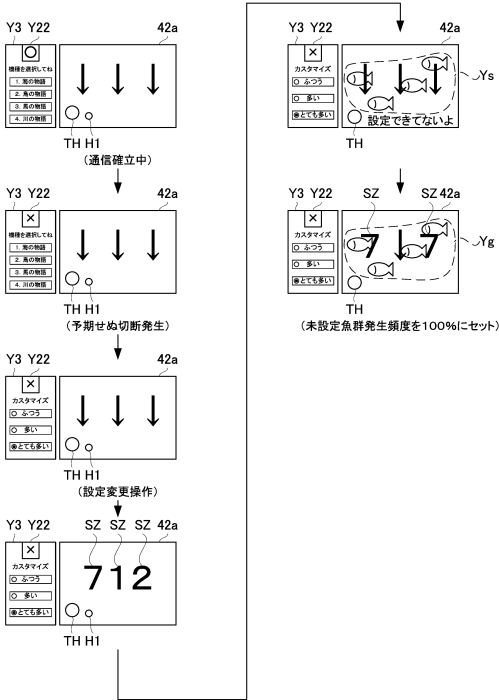 Y3 Y22 42a
○
機種を選択してね
1. 海の物語
2. 鳥の物語
3. 馬の物語
4. 川の物語
TH H1
(通信確立中)
Y3 Y22 42a
×
機種を選択してね
1. 海の物語
2. 鳥の物語
3. 馬の物語
4. 川の物語
TH H1
(予期せぬ切断発生)
Y3 Y22 42a
×
カスタマイズ
ふつう
多い
とても多い
TH H1
(設定変更操作)
Y3 Y22 SZ SZ SZ 42a
×
カスタマイズ
ふつう
多い
とても多い
712
TH H1
Y3 Y22 42a
×
カスタマイズ
ふつう
多い
とても多い
Ys
設定できてないよ
TH
Y3 Y22 SZ SZ 42a
×
カスタマイズ
ふつう
多い
とても多い
7 7
Yg
TH
(未設定魚群発生頻度を100%にセット)